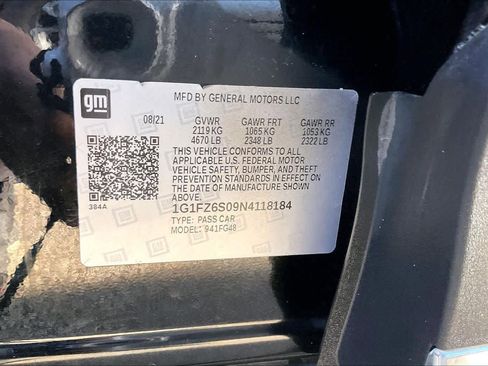 gm
MFD BY GENERAL MOTORS LLC
08/21 GVWR GAWR FRT GAWR RR
2119 KG 1065 KG 1053 KG
4670 LB 2348 LB 2322 LB
THIS VEHICLE CONFORMS TO ALL
APPLICABLE U.S. FEDERAL MOTOR
VEHICLE SAFETY, BUMPER, AND THEFT
PREVENTION STANDARDS IN EFFECT ON
THE DATE OF MANUFACTURE SHOWN
ABOVE.
384A
1G1FZ6S09N4118184
TYPE: PASS CAR
MODEL: 941FG48